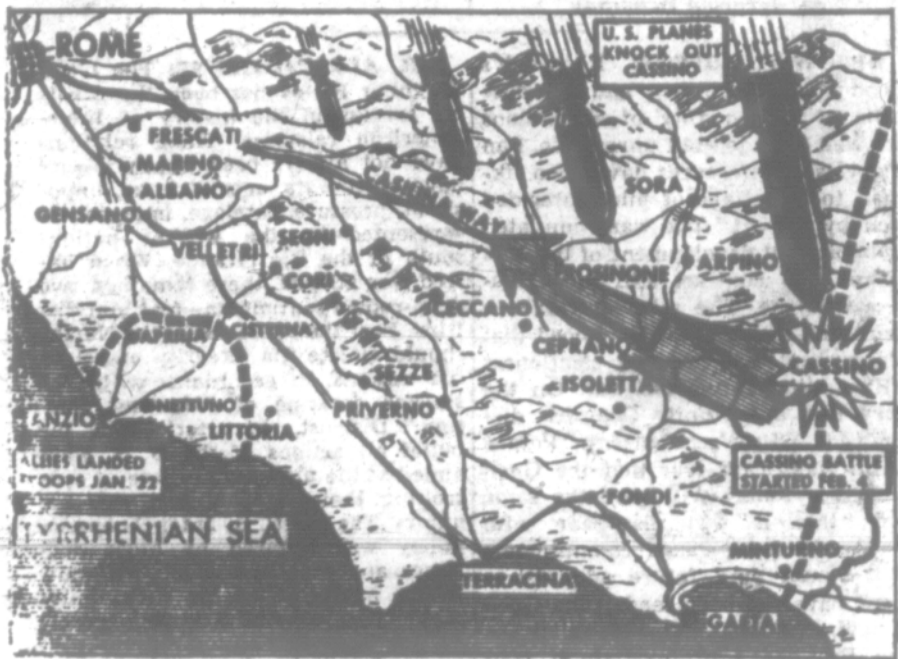 ROME
U. S. PLANES
KNOCK OUT
CASSINO
FRESCATI
MARINO
ALBANO
GENSANO
VELLETRI
SEGNI
CORI
CASILINA WAY
SORA
FROSINONE
ARPINO
CECCANO
CEPRANO
CASSINO
ISOLETTA
CISTERNA
SEZZE
PRIVERNO
ANZIO
NETTUNO
LITTORIA
ALLIES LANDED
TROOPS JAN. 22
CASSINO BATTLE
STARTED FEB. 4
TYRRHENIAN SEA
FONDI
MINTURNO
TERRACINA
GAETA